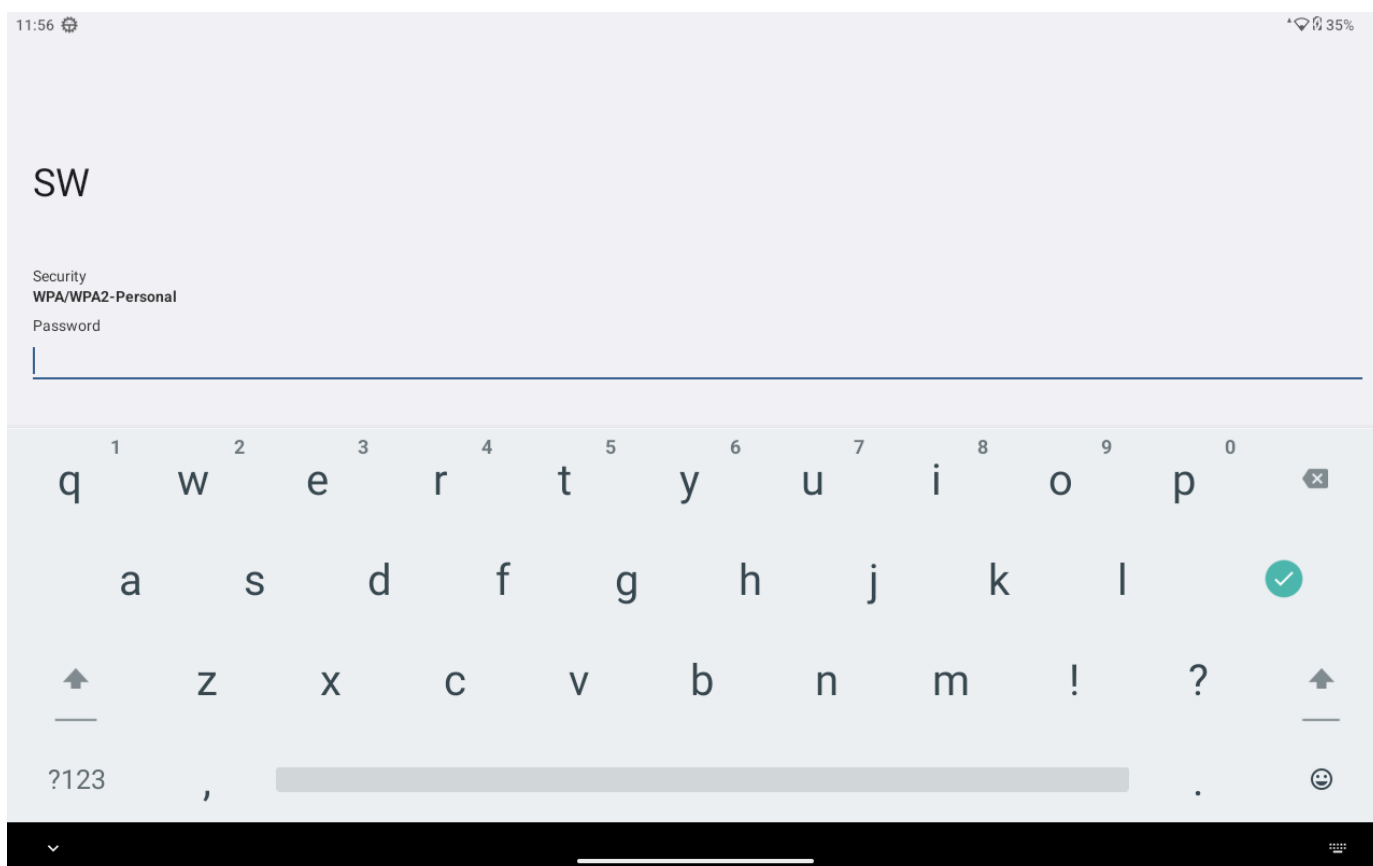 11:56 35%
SW
Security
WPA/WPA2-Personal
Password
1 2 3 4 5 6 7 8 9 0
q w e r t y u i o p
a s d f g h j k l
z x c v b n m ! ?
?123 , .